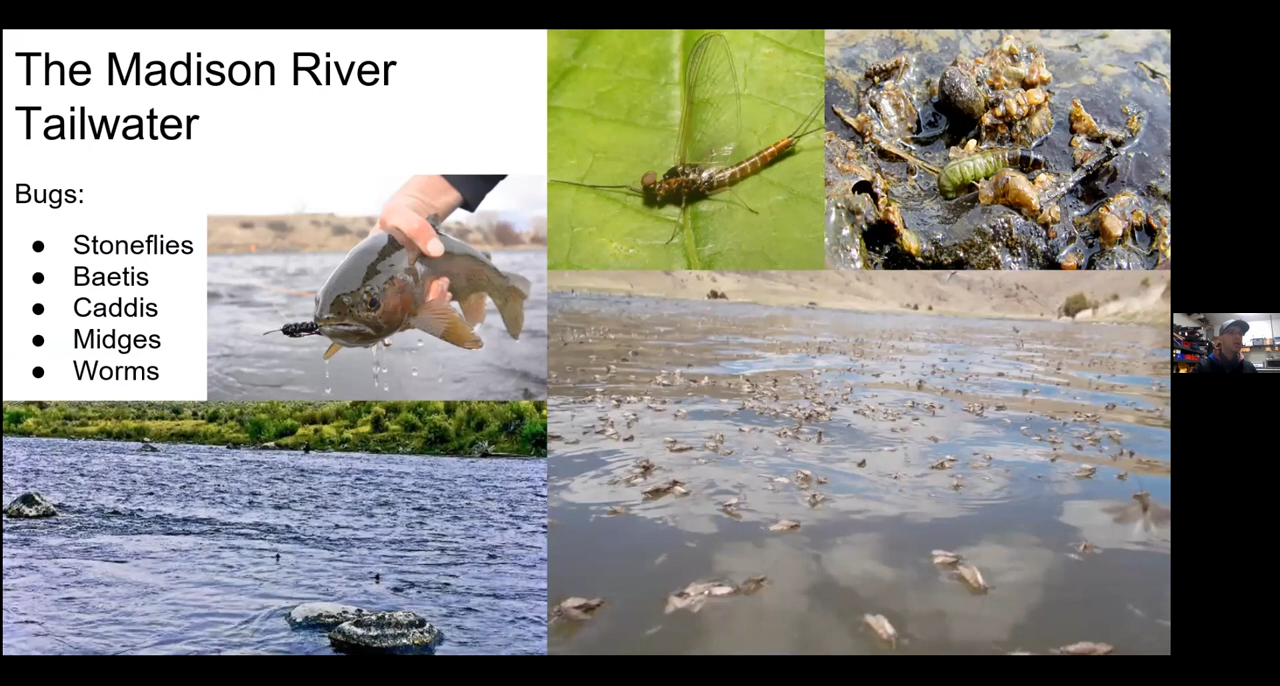 The Madison River
Tailwater
Bugs:
● Stoneflies
● Baetis
● Caddis
● Midges
● Worms